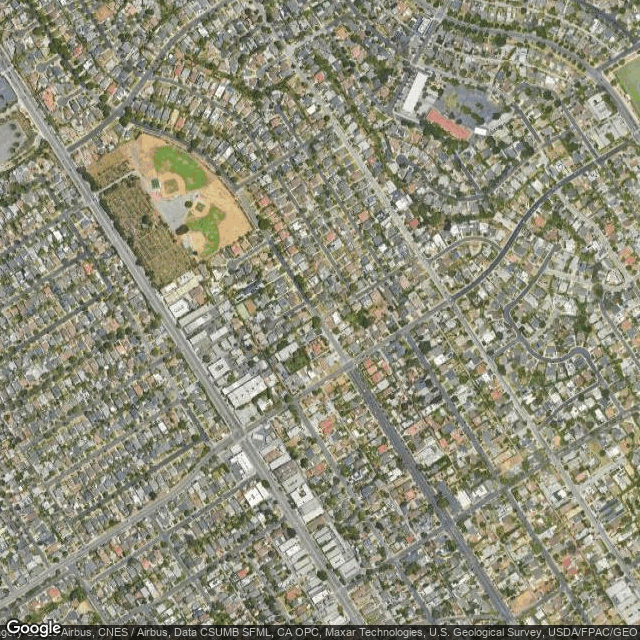 Google
Airbus, CNES / Airbus, Data CSUMB SFML, CA OPC, Maxar Technologies, U.S. Geological Survey, USDA/FPAC/GEO